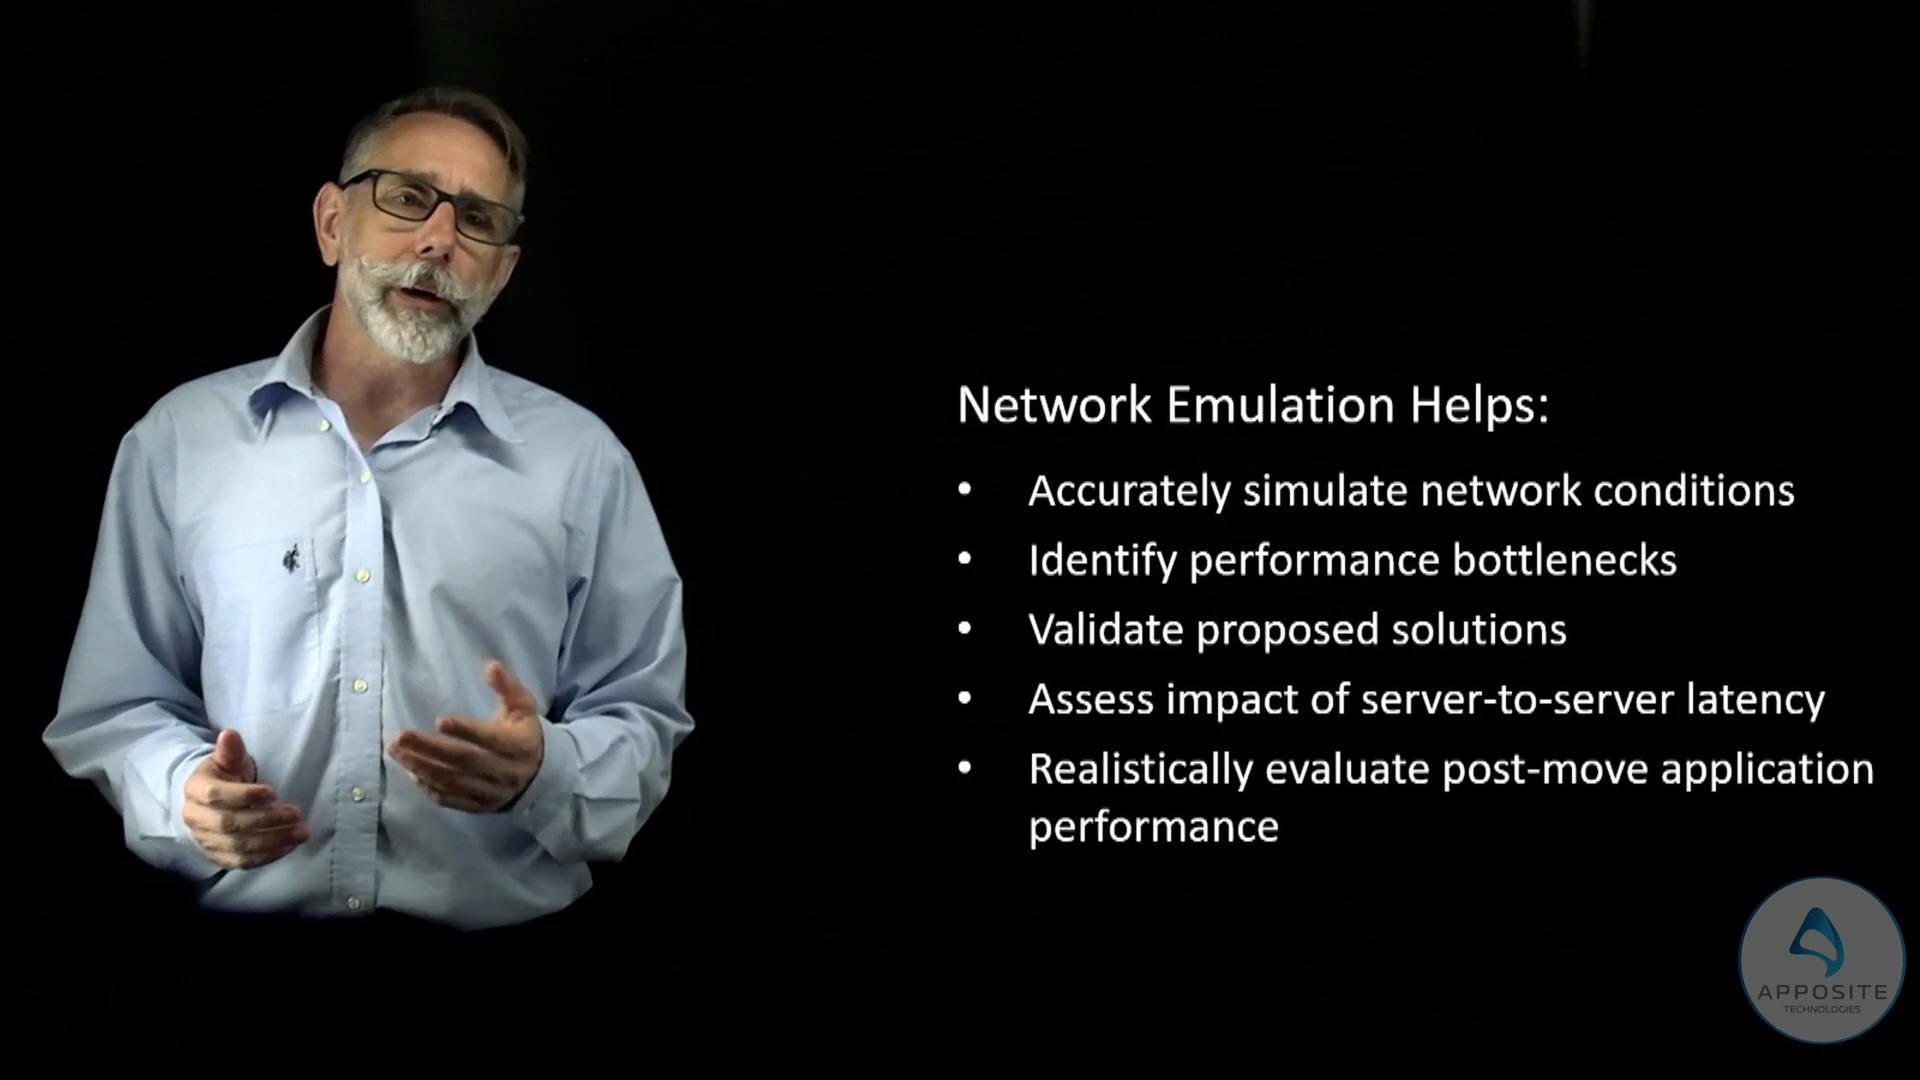 Network Emulation Helps:
• Accurately simulate network conditions
• Identify performance bottlenecks
• Validate proposed solutions
• Assess impact of server-to-server latency
• Realistically evaluate post-move application
performance
APPOSITE
TECHNOLOGIES